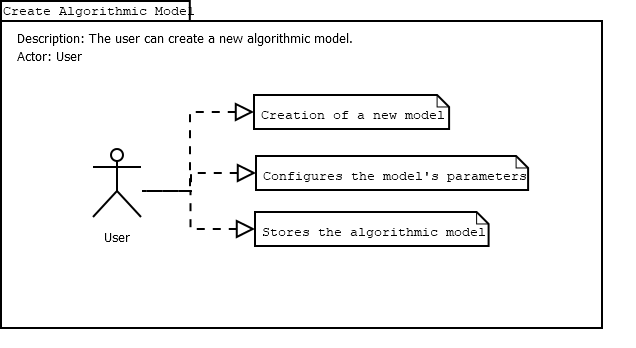 Create Algorithmic Model
Description: The user can create a new algorithmic model.
Actor: User
Creation of a new model
Configures the model's parameters
Stores the algorithmic model
User